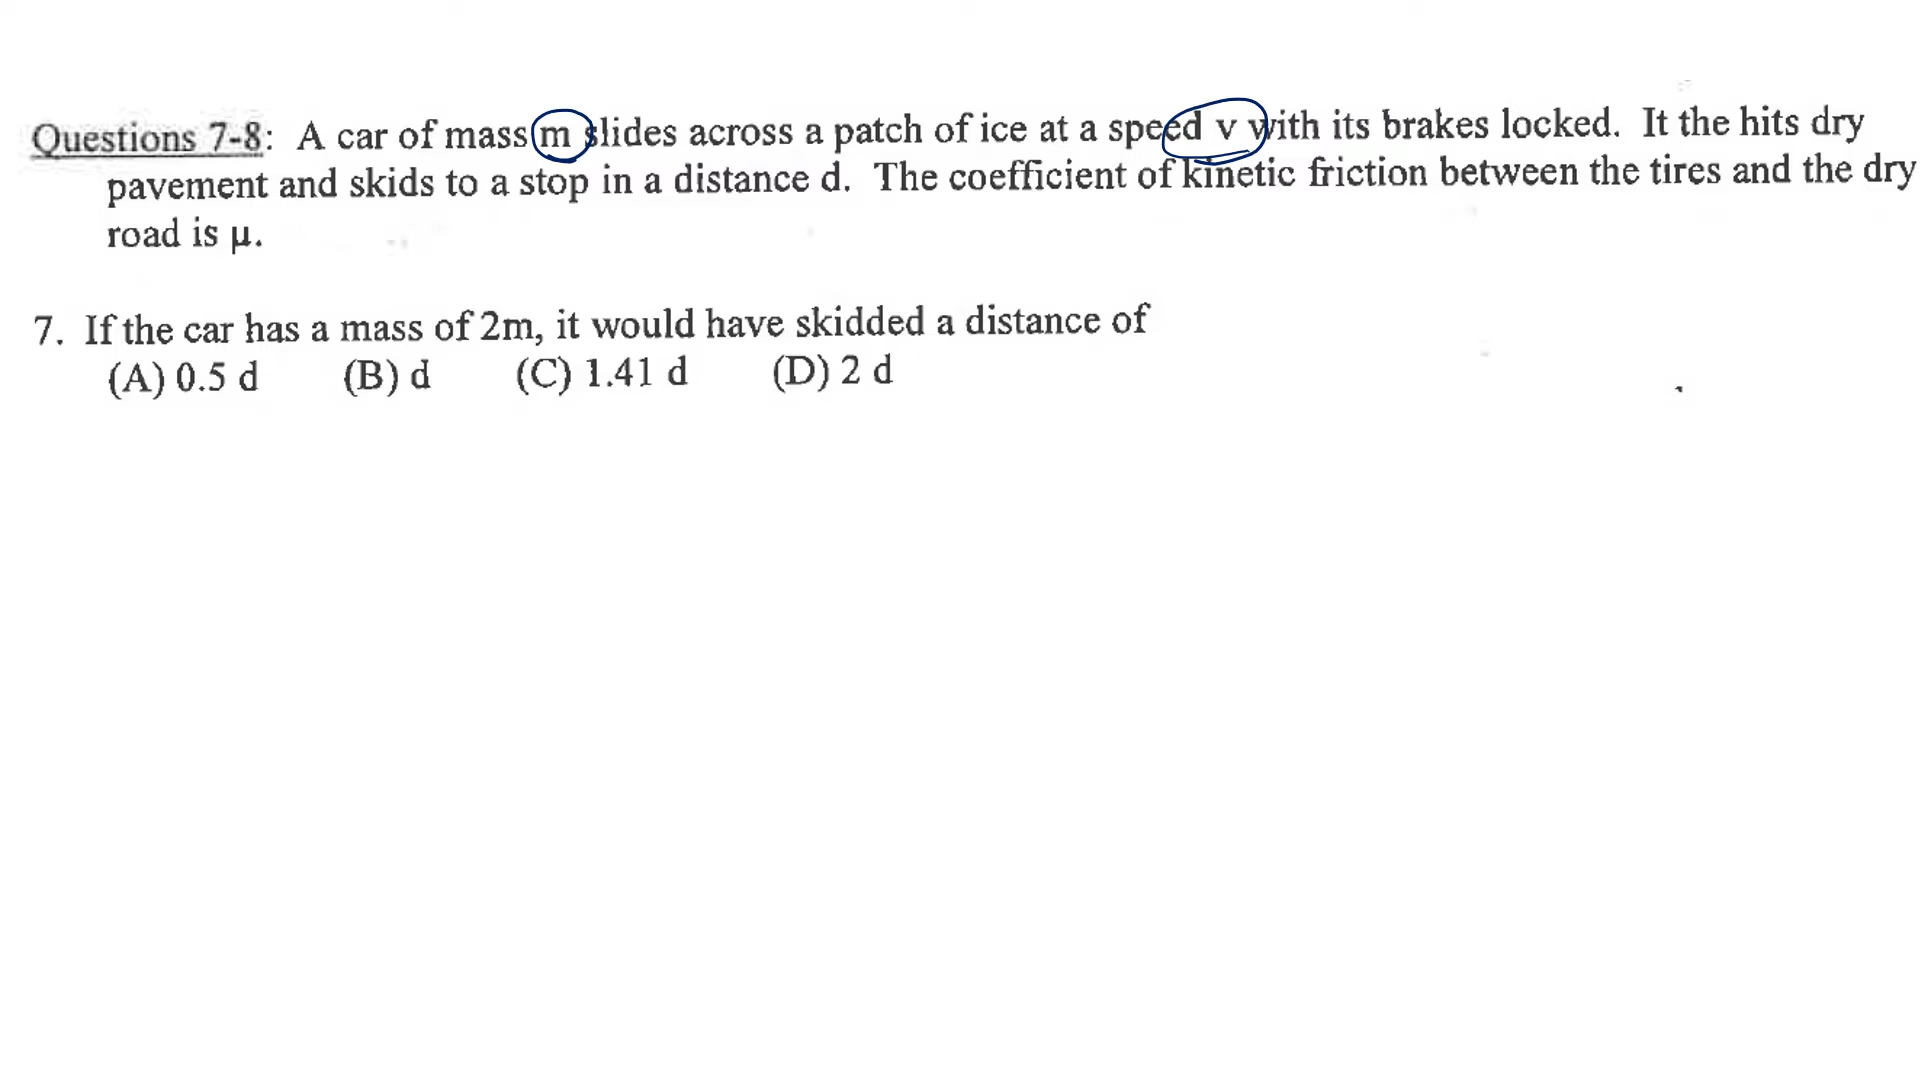 Questions 7-8: A car of mass m slides across a patch of ice at a speed v with its brakes locked. It the hits dry
pavement and skids to a stop in a distance d. The coefficient of kinetic friction between the tires and the dry
road is μ.
7. If the car has a mass of 2m, it would have skidded a distance of
(A) 0.5 d (B) d (C) 1.41 d (D) 2 d